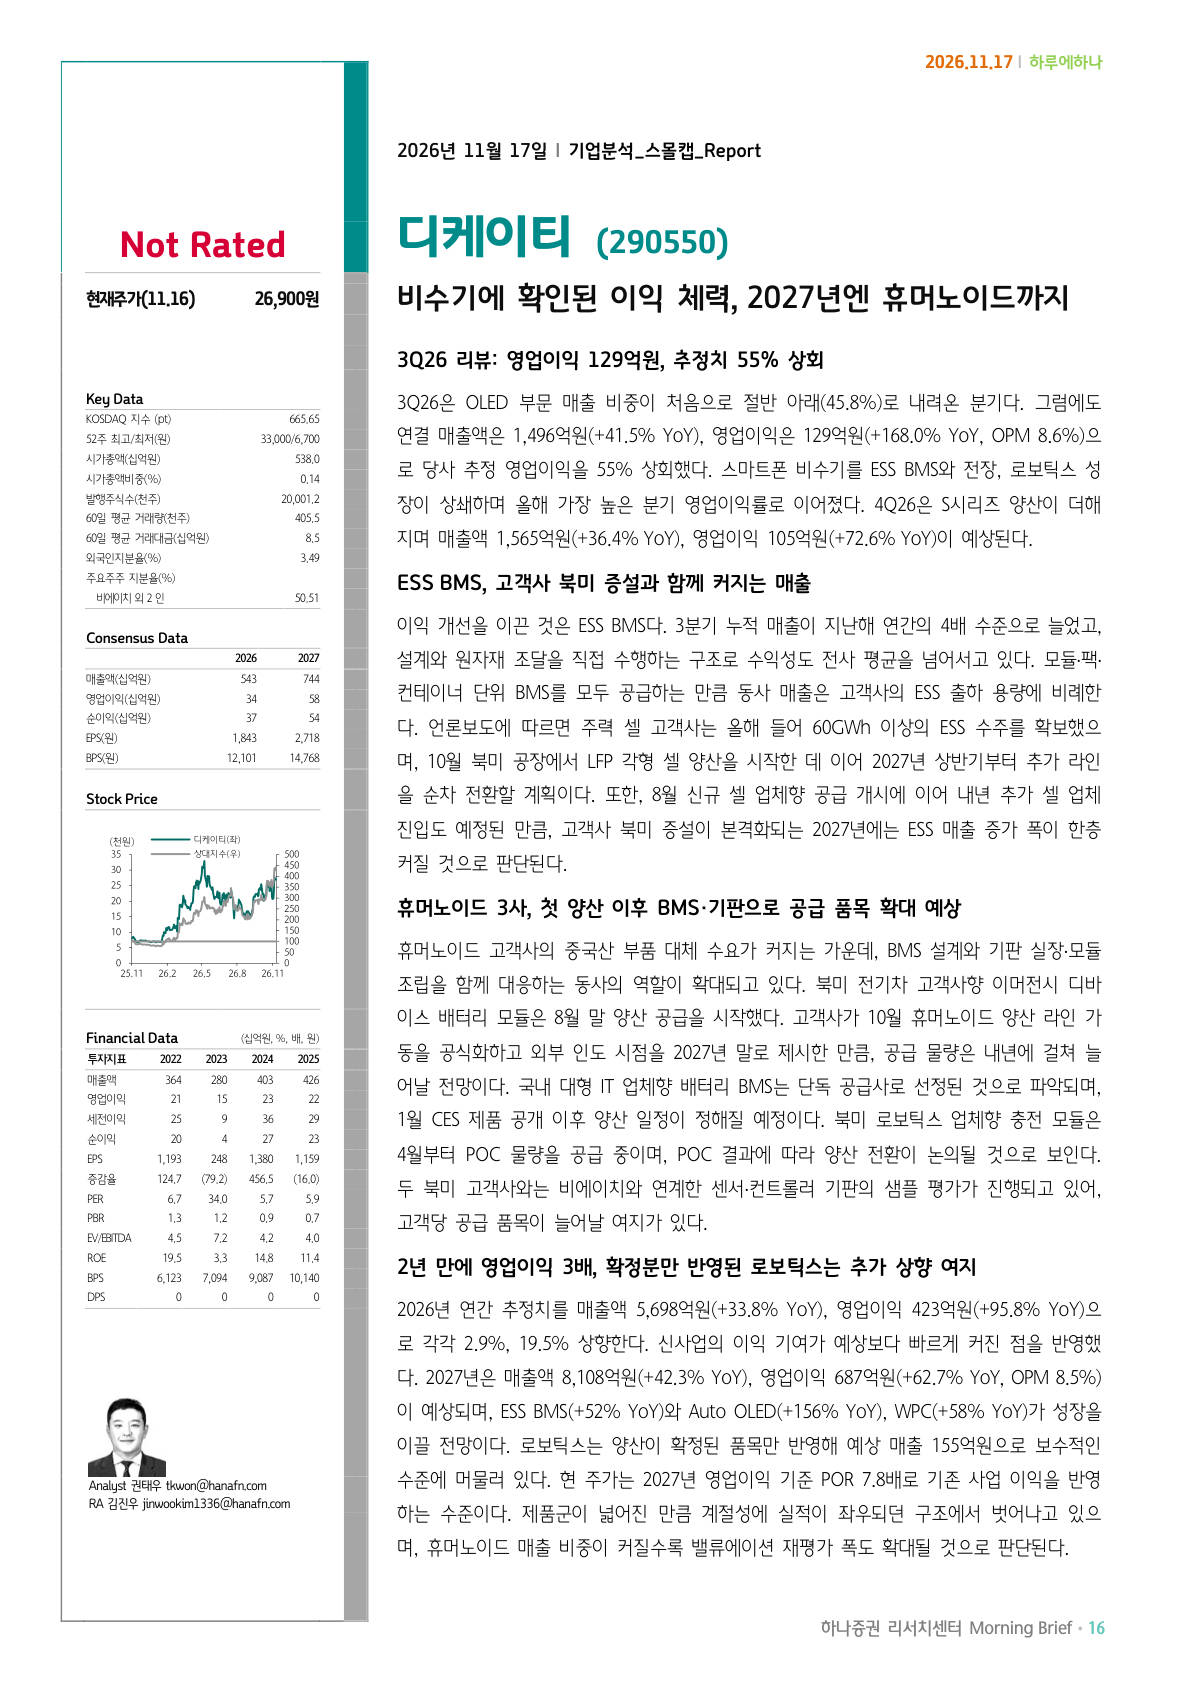 2026.11.17 | 하루에하나
2026년 11월 17일 | 기업분석_스몰캡_Report
Not Rated
현재주가(11.16) 26,900원
Key Data
KOSDAQ 지수 (pt) 665.65
52주 최고/최저(원) 33,000/6,700
시가총액(십억원) 538.0
시가총액비중(%) 0.14
발행주식수(천주) 20,001.2
60일 평균 거래량(천주) 405.5
60일 평균 거래대금(십억원) 8.5
외국인지분율(%) 3.49
주요주주 지분율(%)
비에이치 외 2 인 50.51
Consensus Data
2026 2027
매출액(십억원) 543 744
영업이익(십억원) 34 58
순이익(십억원) 37 54
EPS(원) 1,843 2,718
BPS(원) 12,101 14,768
Stock Price
(천원) 디케이티(좌)
상대지수(우)
35 500
30 450
25 400
20 350
15 300
10 250
5 200
0 150
100
50
0
25.11 26.2 26.5 26.8 26.11
Financial Data (십억원, %, 배, 원)
투자지표 2022 2023 2024 2025
매출액 364 280 403 426
영업이익 21 15 23 22
세전이익 25 9 36 29
순이익 20 4 27 23
EPS 1,193 248 1,380 1,159
증감율 124.7 (79.2) 456.5 (16.0)
PER 6.7 34.0 5.7 5.9
PBR 1.3 1.2 0.9 0.7
EV/EBITDA 4.5 7.2 4.2 4.0
ROE 19.5 3.3 14.8 11.4
BPS 6,123 7,094 9,087 10,140
DPS 0 0 0 0
Analyst 권태우 tkwon@hanafn.com
RA 김진우 jinwookim1336@hanafn.com
디케이티 (290550)
비수기에 확인된 이익 체력, 2027년엔 휴머노이드까지
3Q26 리뷰: 영업이익 129억원, 추정치 55% 상회
3Q26은 OLED 부문 매출 비중이 처음으로 절반 아래(45.8%)로 내려온 분기다. 그럼에도
연결 매출액은 1,496억원(+41.5% YoY), 영업이익은 129억원(+168.0% YoY, OPM 8.6%)으
로 당사 추정 영업이익을 55% 상회했다. 스마트폰 비수기를 ESS BMS와 전장, 로보틱스 성
장이 상쇄하며 올해 가장 높은 분기 영업이익률로 이어졌다. 4Q26은 S시리즈 양산이 더해
지며 매출액 1,565억원(+36.4% YoY), 영업이익 105억원(+72.6% YoY)이 예상된다.
ESS BMS, 고객사 북미 증설과 함께 커지는 매출
이익 개선을 이끈 것은 ESS BMS다. 3분기 누적 매출이 지난해 연간의 4배 수준으로 늘었고,
설계와 원자재 조달을 직접 수행하는 구조로 수익성도 전사 평균을 넘어서고 있다. 모듈·팩·
컨테이너 단위 BMS를 모두 공급하는 만큼 동사 매출은 고객사의 ESS 출하 용량에 비례한
다. 언론보도에 따르면 주력 셀 고객사는 올해 들어 60GWh 이상의 ESS 수주를 확보했으
며, 10월 북미 공장에서 LFP 각형 셀 양산을 시작한 데 이어 2027년 상반기부터 추가 라인
을 순차 전환할 계획이다. 또한, 8월 신규 셀 업체향 공급 개시에 이어 내년 추가 셀 업체
진입도 예정된 만큼, 고객사 북미 증설이 본격화되는 2027년에는 ESS 매출 증가 폭이 한층
커질 것으로 판단된다.
휴머노이드 3사, 첫 양산 이후 BMS·기판으로 공급 품목 확대 예상
휴머노이드 고객사의 중국산 부품 대체 수요가 커지는 가운데, BMS 설계와 기판 실장·모듈
조립을 함께 대응하는 동사의 역할이 확대되고 있다. 북미 전기차 고객사향 이머전시 디바
이스 배터리 모듈은 8월 말 양산 공급을 시작했다. 고객사가 10월 휴머노이드 양산 라인 가
동을 공식화하고 외부 인도 시점을 2027년 말로 제시한 만큼, 공급 물량은 내년에 걸쳐 늘
어날 전망이다. 국내 대형 IT 업체향 배터리 BMS는 단독 공급사로 선정된 것으로 파악되며,
1월 CES 제품 공개 이후 양산 일정이 정해질 예정이다. 북미 로보틱스 업체향 충전 모듈은
4월부터 POC 물량을 공급 중이며, POC 결과에 따라 양산 전환이 논의될 것으로 보인다.
두 북미 고객사와는 비에이치와 연계한 센서·컨트롤러 기판의 샘플 평가가 진행되고 있어,
고객당 공급 품목이 늘어날 여지가 있다.
2년 만에 영업이익 3배, 확정분만 반영된 로보틱스는 추가 상향 여지
2026년 연간 추정치를 매출액 5,698억원(+33.8% YoY), 영업이익 423억원(+95.8% YoY)으
로 각각 2.9%, 19.5% 상향한다. 신사업의 이익 기여가 예상보다 빠르게 커진 점을 반영했
다. 2027년은 매출액 8,108억원(+42.3% YoY), 영업이익 687억원(+62.7% YoY, OPM 8.5%)
이 예상되며, ESS BMS(+52% YoY)와 Auto OLED(+156% YoY), WPC(+58% YoY)가 성장을
이끌 전망이다. 로보틱스는 양산이 확정된 품목만 반영해 예상 매출 155억원으로 보수적인
수준에 머물러 있다. 현 주가는 2027년 영업이익 기준 POR 7.8배로 기존 사업 이익을 반영
하는 수준이다. 제품군이 넓어진 만큼 계절성에 실적이 좌우되던 구조에서 벗어나고 있으
며, 휴머노이드 매출 비중이 커질수록 밸류에이션 재평가 폭도 확대될 것으로 판단된다.
하나증권 리서치센터 Morning Brief • 16